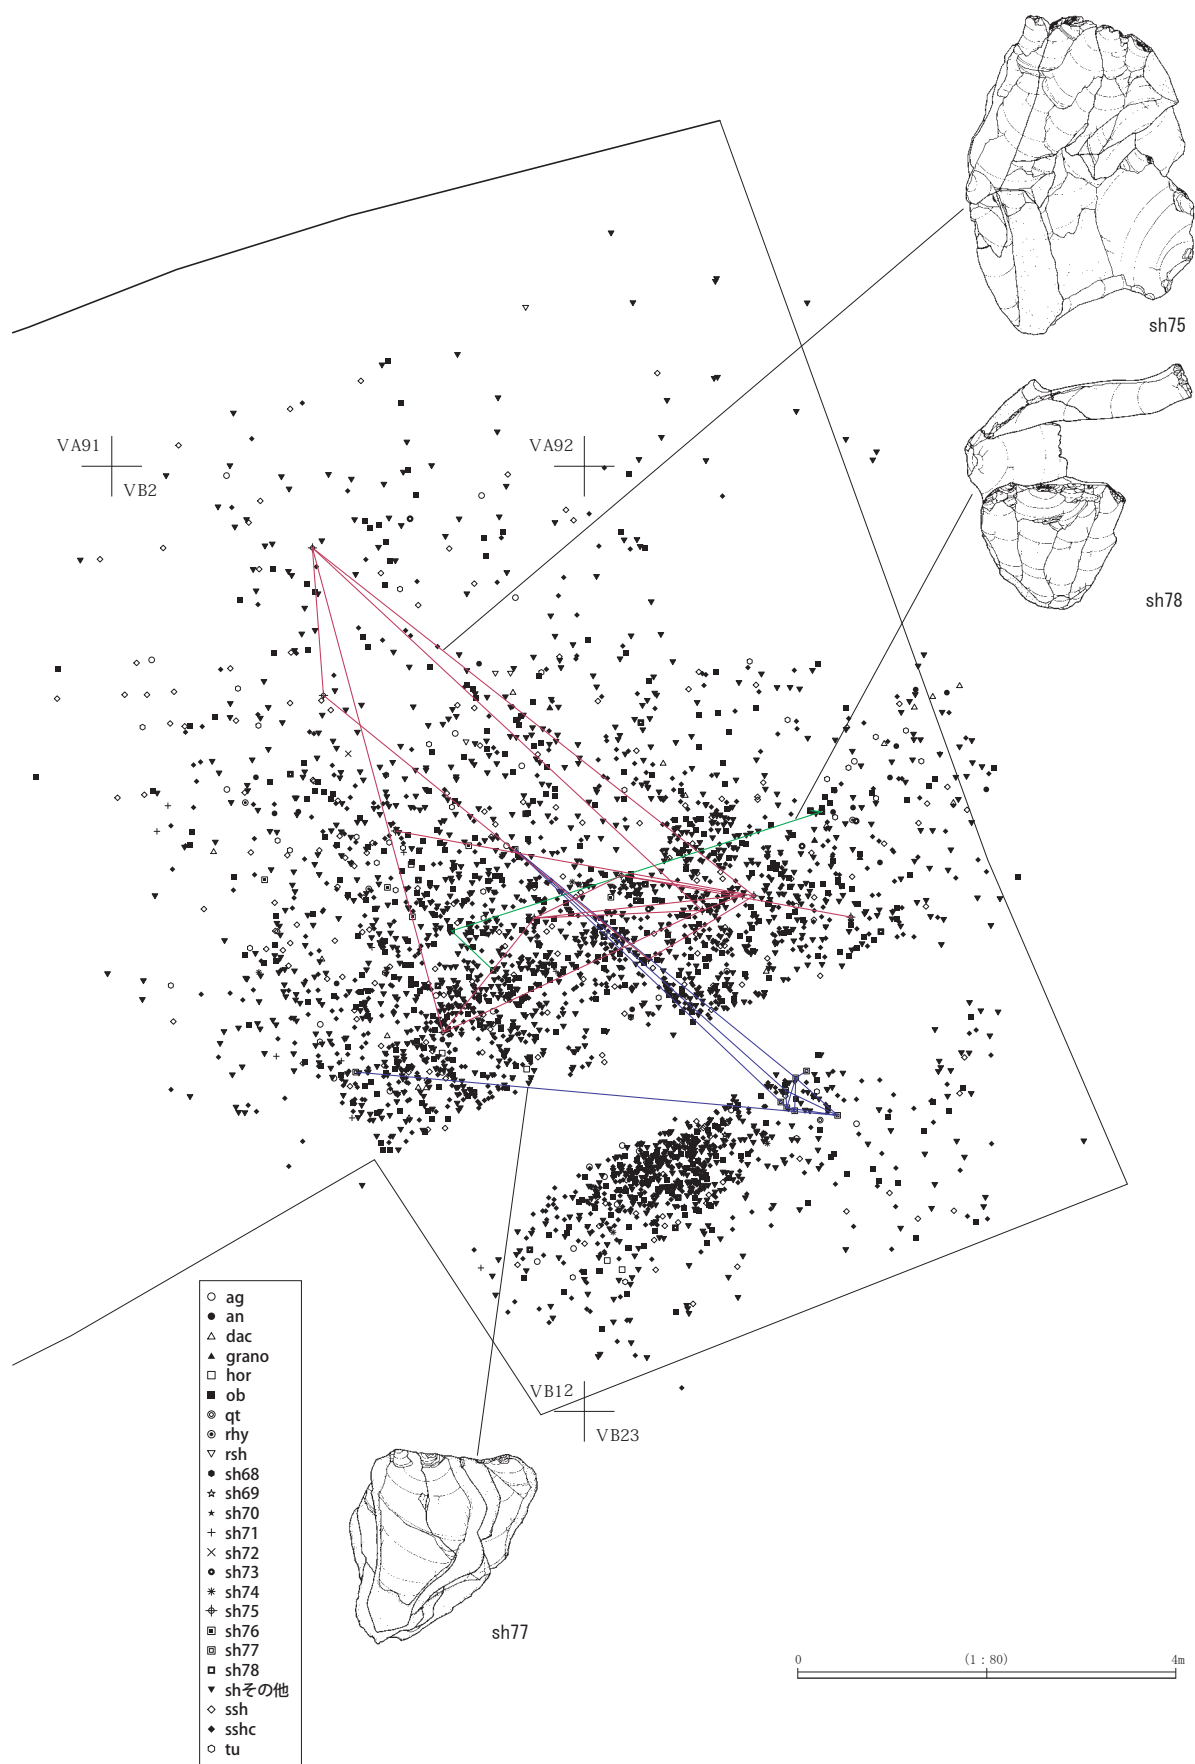 sh75
sh78
VA91
VB2
VA92
VB12
VB23
ag
an
dac
grano
hor
ob
qt
rhy
rsh
sh68
sh69
sh70
sh71
sh72
sh73
sh74
sh75
sh76
sh77
sh78
shその他
ssh
sshc
tu
sh77
0 (1 : 80) 4m